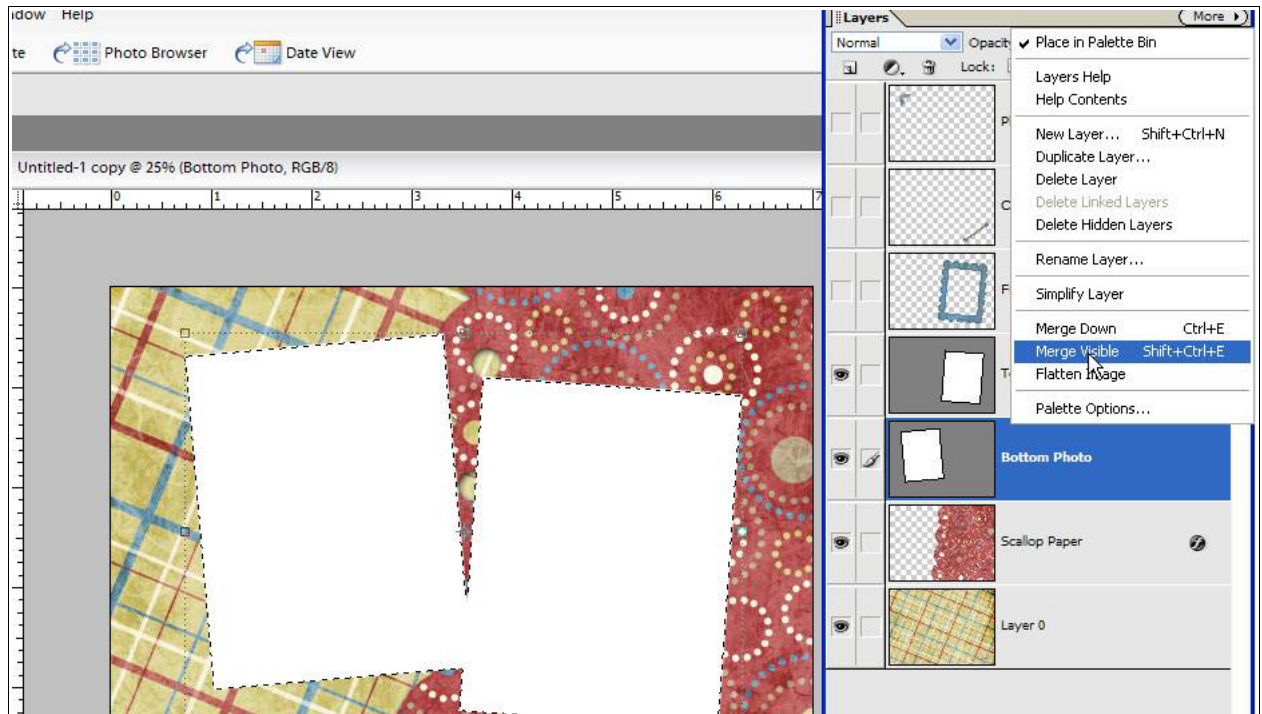 Help
Photo Browser
Date View
Untitled-1 copy @ 25% (Bottom Photo, RGB/8)
0 1 2 3 4 5 6 7
Layers
More
Normal
Lock:
Place in Palette Bin
Layers Help
Help Contents
New Layer... Shift+Ctrl+N
Duplicate Layer...
Delete Layer
Delete Linked Layers
Delete Hidden Layers
Rename Layer...
Simplify Layer
Merge Down Ctrl+E
Merge Visible Shift+Ctrl+E
Flatten Image
Palette Options...
Bottom Photo
Scallop Paper
Layer 0